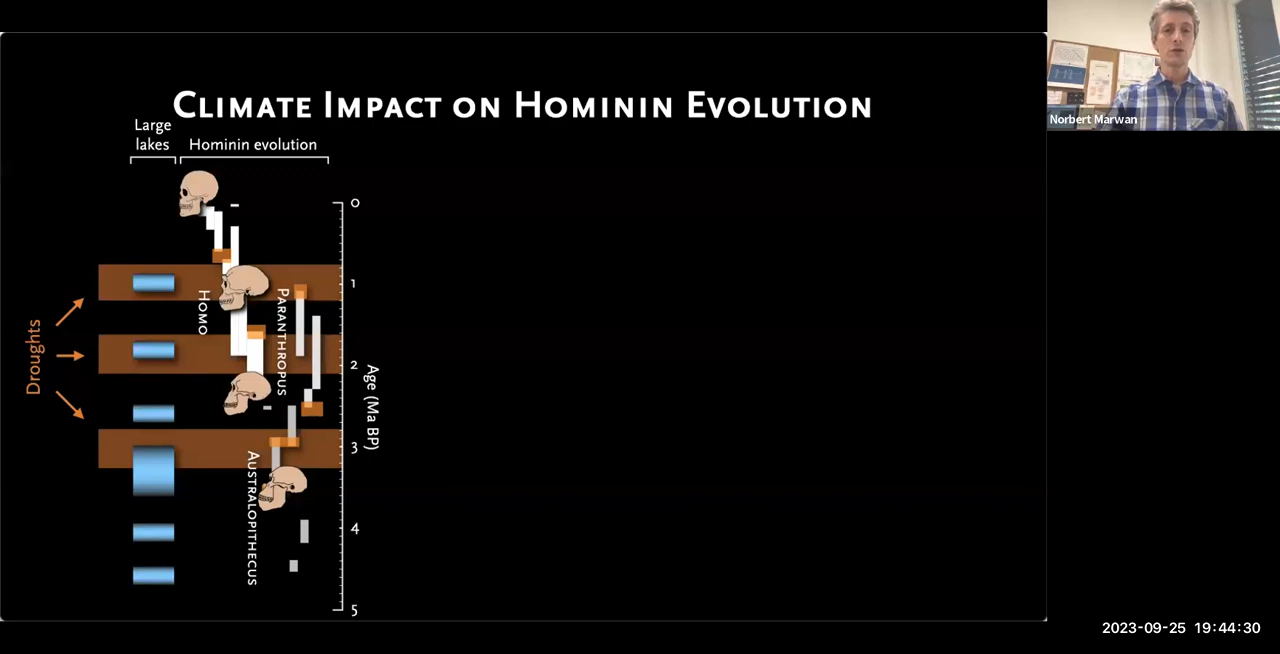 CLIMATE IMPACT ON HOMININ EVOLUTION
Norbert Marwan
Large
lakes
Hominin evolution
0
1
2
3
4
5
Age (Ma BP)
HOMO
PARANTHROPUS
AUSTRALOPITHECUS
Droughts
2023-09-25 19:44:30